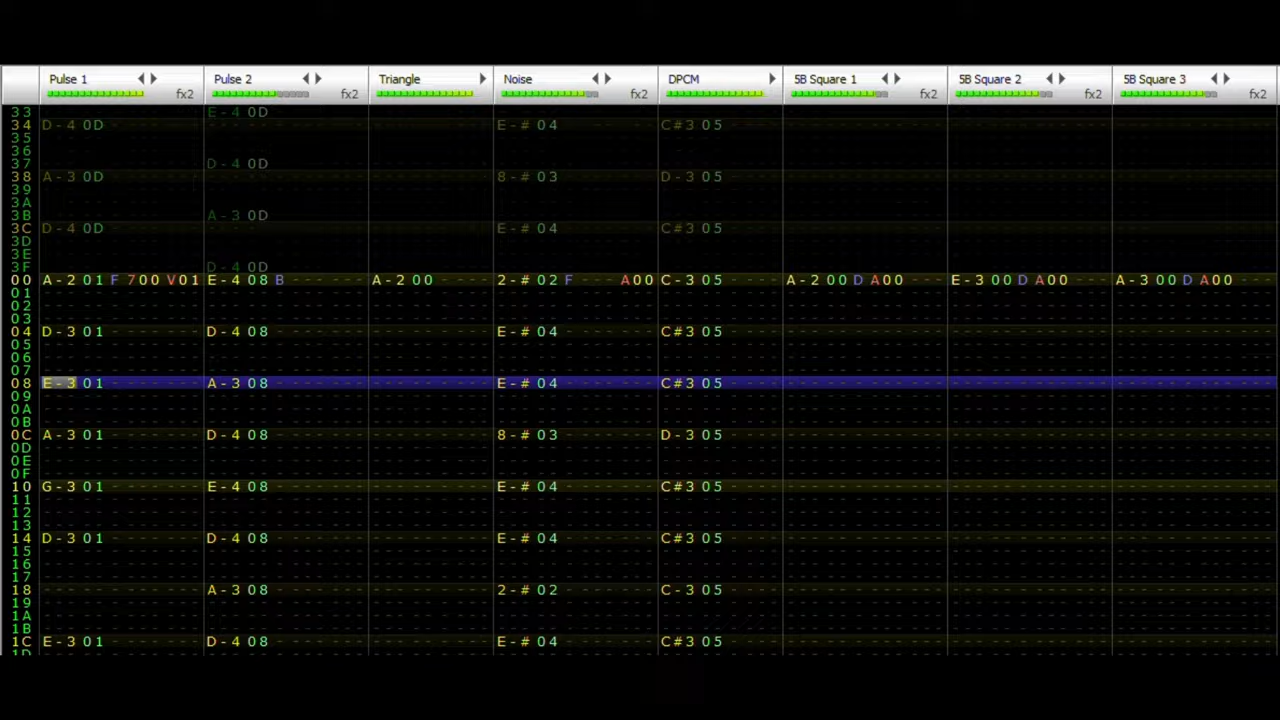 Pulse 1 Pulse 2 Triangle Noise DPCM 5B Square 1 5B Square 2 5B Square 3
fx2 fx2 fx2 fx2 fx2 fx2
33 E-4 0D
34 D-4 0D E-# 04 C#3 05
35
36
37 D-4 0D
38 A-3 0D 8-# 03 D-3 05
39
3A
3B A-3 0D
3C D-4 0D E-# 04 C#3 05
3D
3E
3F D-4 0D
00 A-2 01 F 700 V01 E-4 08 B A-2 00 2-# 02 F A00 C-3 05 A-2 00 D A00 E-3 00 D A00 A-3 00 D A00
01
02
03
04 D-3 01 D-4 08 E-# 04 C#3 05
05
06
07
08 E-3 01 A-3 08 E-# 04 C#3 05
09
0A
0B
0C A-3 01 D-4 08 8-# 03 D-3 05
0D
0E
0F
10 G-3 01 E-4 08 E-# 04 C#3 05
11
12
13
14 D-3 01 D-4 08 E-# 04 C#3 05
15
16
17
18 A-3 08 2-# 02 C-3 05
19
1A
1B
1C E-3 01 D-4 08 E-# 04 C#3 05
1D